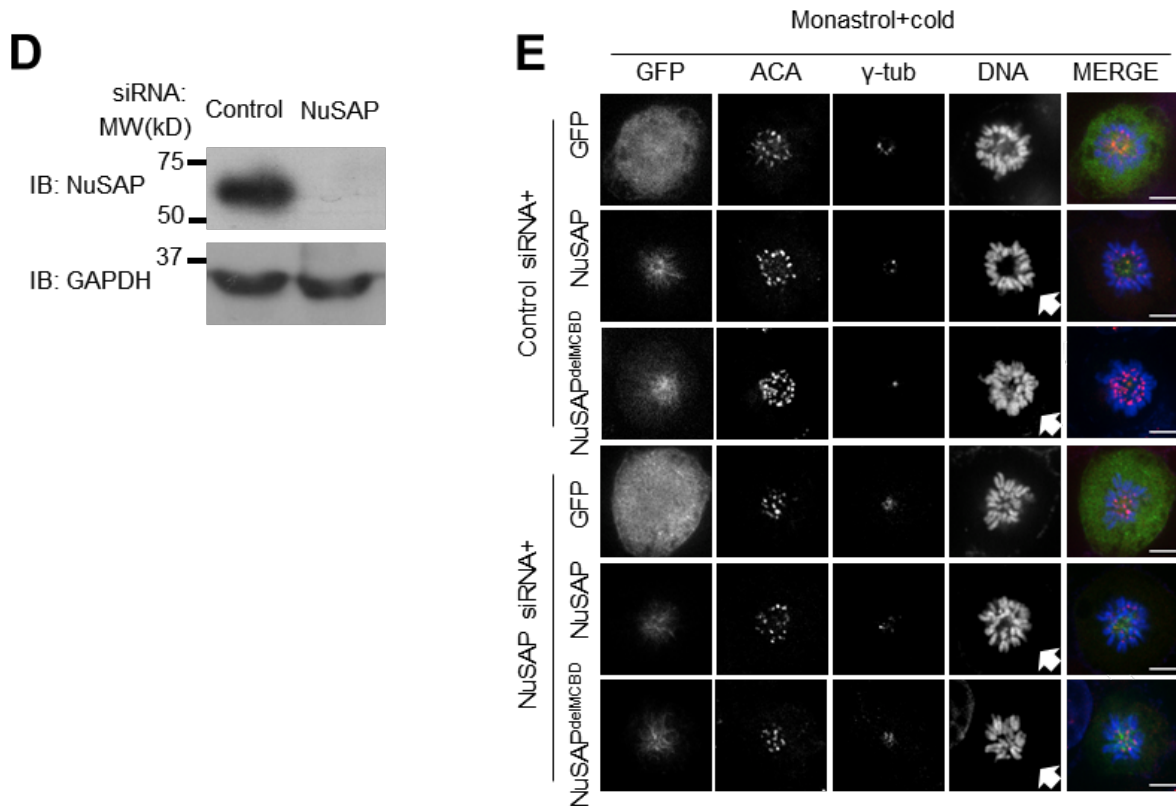 D
siRNA:
MW(kD)
Control
NuSAP
75
IB: NuSAP
50
37
IB: GAPDH
E
Monastrol+cold
GFP
ACA
γ-tub
DNA
MERGE
Control siRNA+
GFP
NuSAP
NuSAPdelMCBD
NuSAP siRNA+
GFP
NuSAP
NuSAPdelMCBD